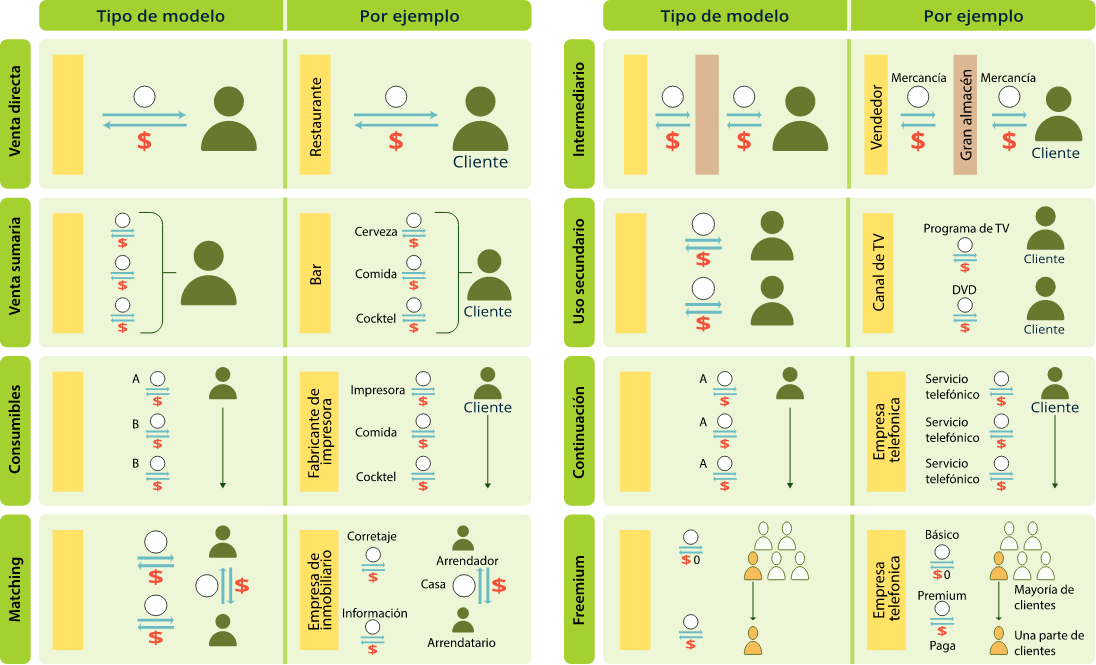 Tipo de modelo
Por ejemplo
Venta directa
$
Restaurante
$
Cliente
Venta sumaria
$
$
$
Bar
Cerveza
$
Comida
$
Cocktel
$
Cliente
Consumibles
A
$
B
$
B
$
Fabricante de
impresora
Impresora
$
Comida
$
Cocktel
$
Cliente
Matching
$
$
$
Empresa de
inmobiliario
Corretaje
$
Información
$
Arrendador
Casa
$
Arrendatario
Tipo de modelo
Por ejemplo
Intermediario
$
$
Vendedor
Mercancía
$
Gran almacén
Mercancía
$
Cliente
Uso secundario
$
$
Canal de TV
Programa de TV
$
Cliente
DVD
$
Cliente
Continuación
A
$
A
$
A
$
Empresa
telefonica
Servicio
telefónico
$
Servicio
telefónico
$
Servicio
telefónico
$
Cliente
Freemium
$0
$
Empresa
telefonica
Básico
$0
Premium
$
Paga
Mayoría de
clientes
Una parte de
clientes